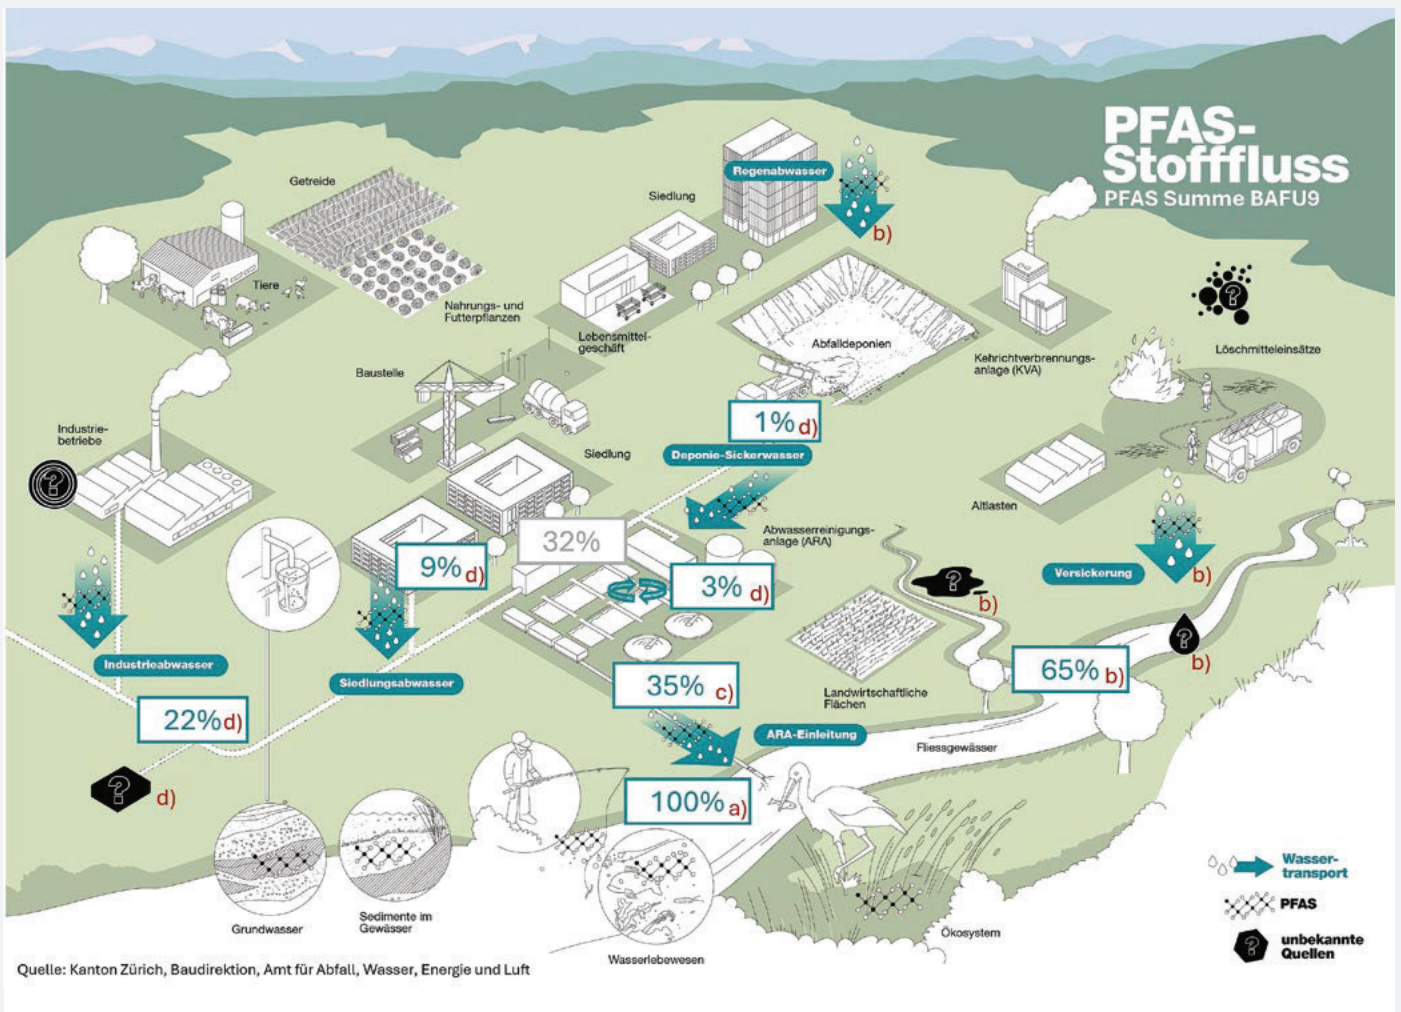 PFAS-
Stofffluss
PFAS Summe BAFU9
Regenabwasser
b)
Getreide
Siedlung
Tiere
Nahrungs- und
Futterpflanzen
Lebensmittel-
geschäft
Abfalldeponien
Kehrichtverbrennungs-
anlage (KVA)
?
Löschmitteleinsätze
Baustelle
Industrie-
betriebe
?
Siedlung
1% d)
Deponie-Sickerwasser
Altlasten
Abwasserreinigungs-
anlage (ARA)
32%
9% d)
3% d)
?
b)
Versickerung
b)
?
b)
Industrieabwasser
Siedlungsabwasser
35% c)
65% b)
Landwirtschaftliche
Flächen
22% d)
ARA-Einleitung
Fliessgewässer
?
d)
100% a)
Grundwasser
Sedimente im
Gewässer
Wasserlebewesen
Ökosystem
Wasser-
transport
PFAS
?
unbekannte
Quellen
Quelle: Kanton Zürich, Baudirektion, Amt für Abfall, Wasser, Energie und Luft